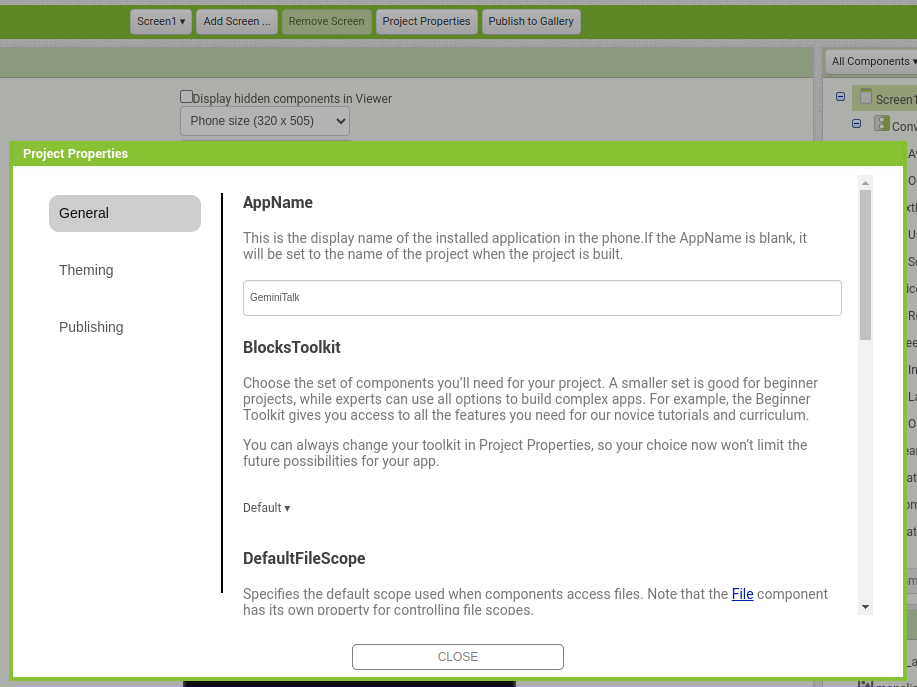 Screen1 ▾ Add Screen ... Remove Screen Project Properties Publish to Gallery
All Components ▾
Display hidden components in Viewer
Screen1
Phone size (320 x 505)
Project Properties
General
Theming
Publishing
AppName
This is the display name of the installed application in the phone.If the AppName is blank, it
will be set to the name of the project when the project is built.
GeminiTalk
BlocksToolkit
Choose the set of components you’ll need for your project. A smaller set is good for beginner
projects, while experts can use all options to build complex apps. For example, the Beginner
Toolkit gives you access to all the features you need for our novice tutorials and curriculum.
You can always change your toolkit in Project Properties, so your choice now won’t limit the
future possibilities for your app.
Default ▾
DefaultFileScope
Specifies the default scope used when components access files. Note that the File component
has its own property for controlling file scopes.
CLOSE